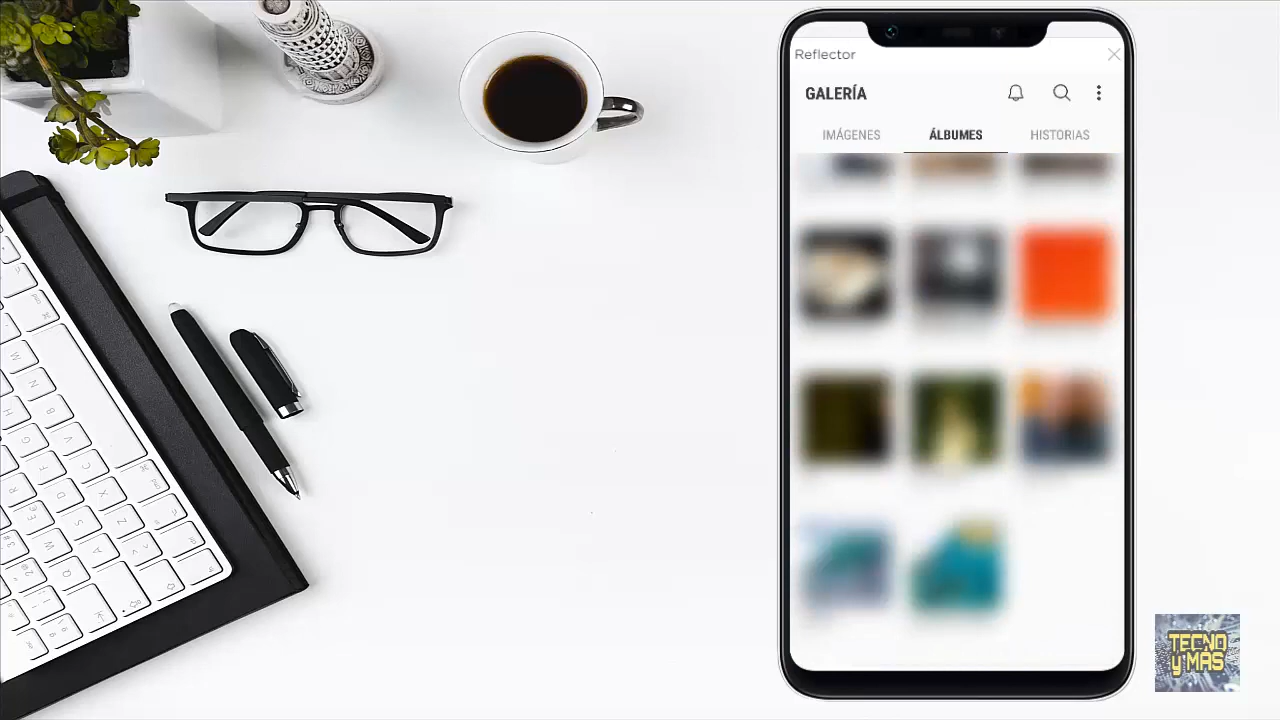 Reflector
GALERÍA
IMÁGENES
ÁLBUMES
HISTORIAS
TECNO
y MÁS